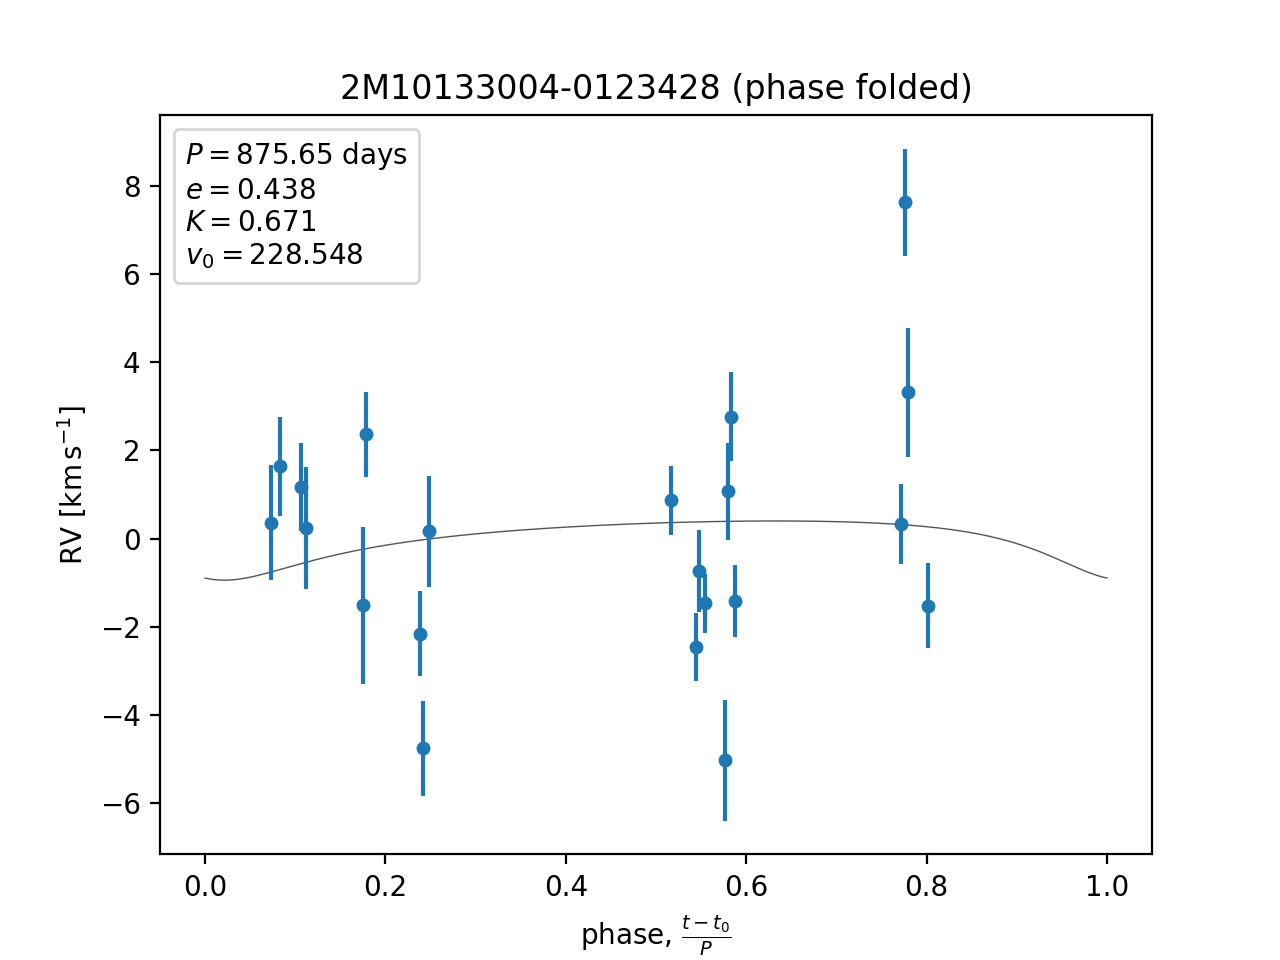 2M10133004-0123428 (phase folded)
P = 875.65 days
e = 0.438
K = 0.671
v₀ = 228.548
RV [km s⁻¹]
8
6
4
2
0
−2
−4
−6
0.0 0.2 0.4 0.6 0.8 1.0
phase, (t − t₀)/P